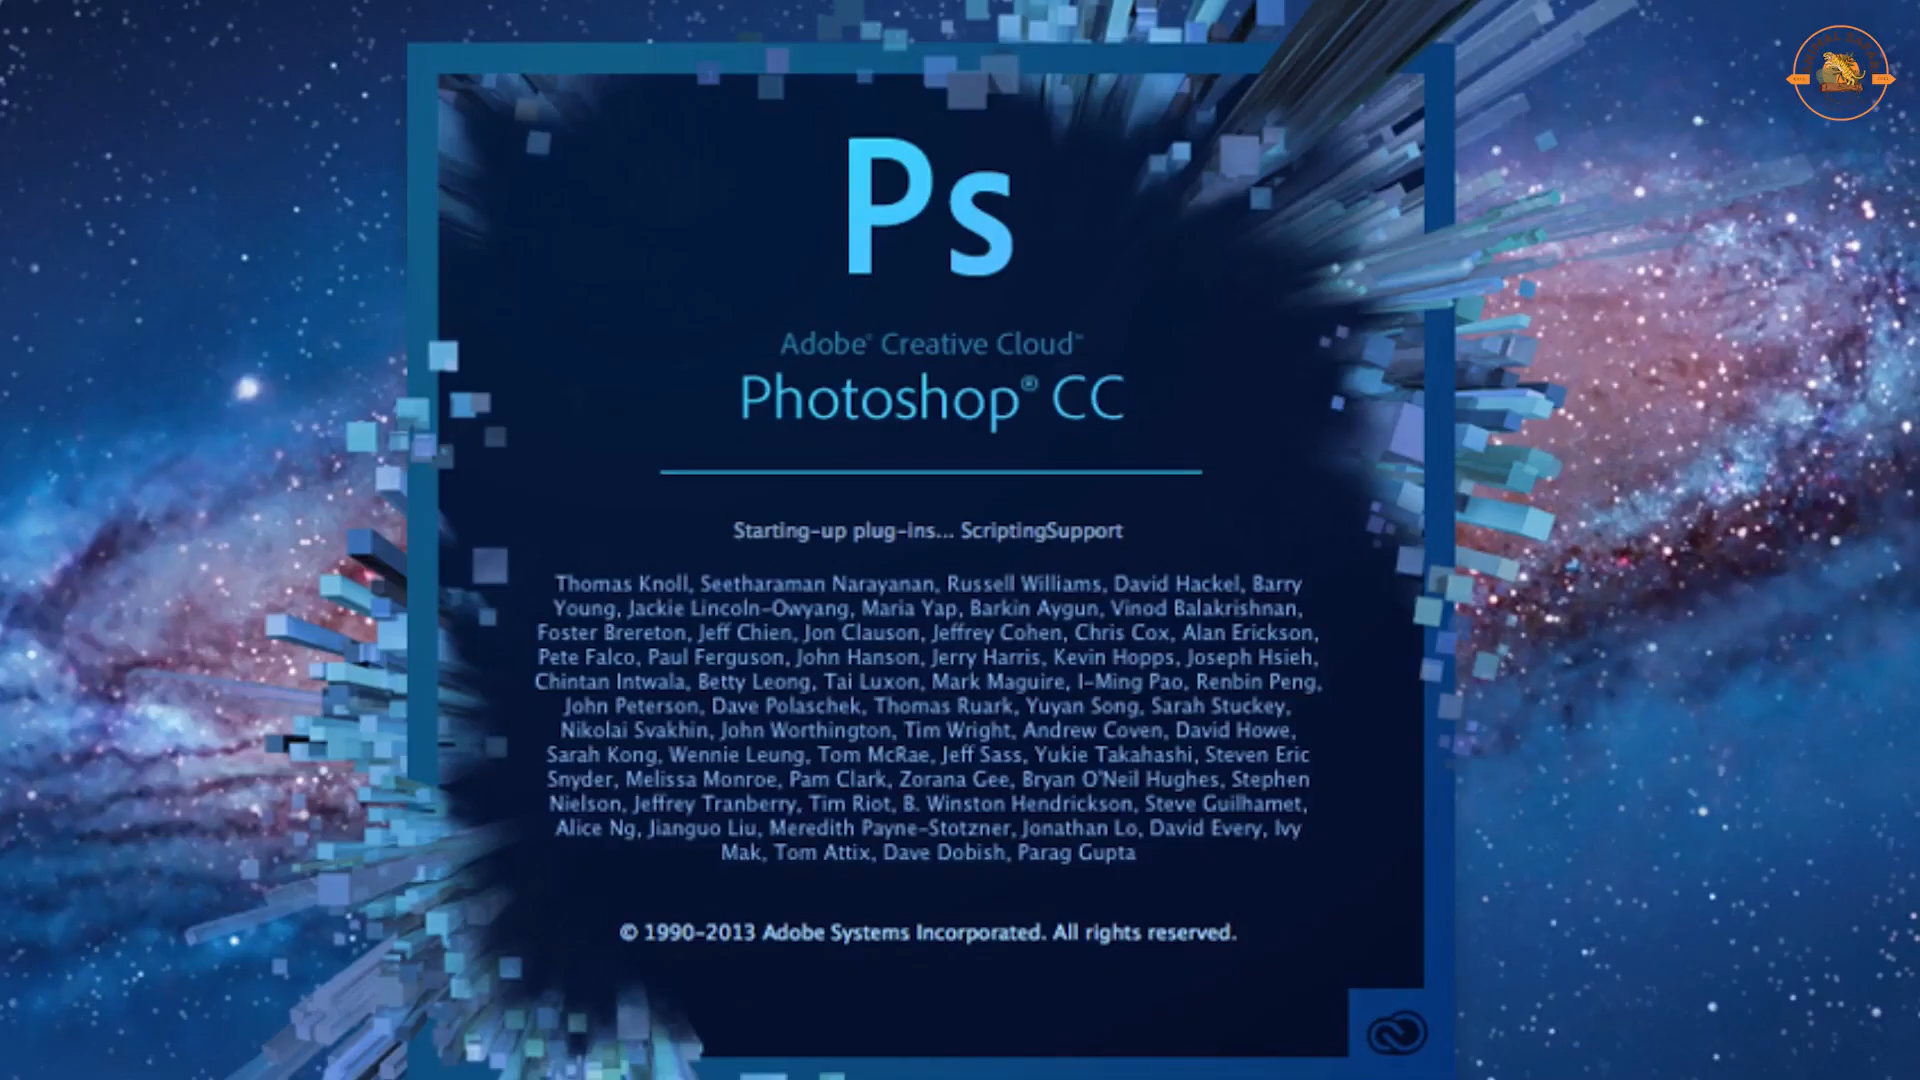 Ps
Adobe® Creative Cloud™
Photoshop® CC
Starting-up plug-ins... ScriptingSupport
Thomas Knoll, Seetharaman Narayanan, Russell Williams, David Hackel, Barry
Young, Jackie Lincoln-Owyang, Maria Yap, Barkin Aygun, Vinod Balakrishnan,
Foster Brereton, Jeff Chien, Jon Clauson, Jeffrey Cohen, Chris Cox, Alan Erickson,
Pete Falco, Paul Ferguson, John Hanson, Jerry Harris, Kevin Hopps, Joseph Hsieh,
Chintan Intwala, Betty Leong, Tai Luxon, Mark Maguire, I-Ming Pao, Renbin Peng,
John Peterson, Dave Polaschek, Thomas Ruark, Yuyan Song, Sarah Stuckey,
Nikolai Svakhin, John Worthington, Tim Wright, Andrew Coven, David Howe,
Sarah Kong, Wennie Leung, Tom McRae, Jeff Sass, Yukie Takahashi, Steven Eric
Snyder, Melissa Monroe, Pam Clark, Zorana Gee, Bryan O'Neil Hughes, Stephen
Nielson, Jeffrey Tranberry, Tim Riot, B. Winston Hendrickson, Steve Guilhamet,
Alice Ng, Jianguo Liu, Meredith Payne-Stotzner, Jonathan Lo, David Every, Ivy
Mak, Tom Attix, Dave Dobish, Parag Gupta
© 1990-2013 Adobe Systems Incorporated. All rights reserved.